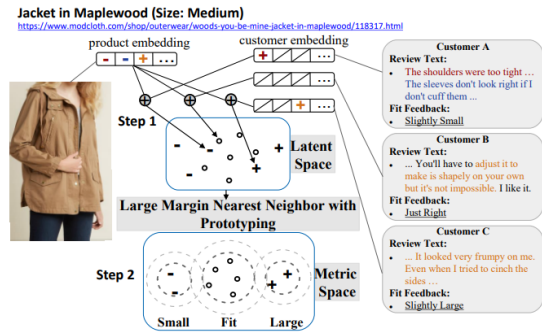 Jacket in Maplewood (Size: Medium)
https://www.modcloth.com/shop/outerwear/woods-you-be-mine-jacket-in-maplewood/118317.html
product embedding
customer embedding
- - + ...
+ ...
...
+ ...
Step 1
Latent
Space
Large Margin Nearest Neighbor with
Prototyping
Step 2
Metric
Space
Small Fit Large
Customer A
Review Text:
• The shoulders were too tight …
The sleeves don't look right if I
don't cuff them ...
Fit Feedback:
• Slightly Small
Customer B
Review Text:
• ... You'll have to adjust it to
make is shapely on your own
but it's not impossible. I like it.
Fit Feedback:
• Just Right
Customer C
Review Text:
• ... It looked very frumpy on me.
Even when I tried to cinch the
sides …
Fit Feedback:
• Slightly Large